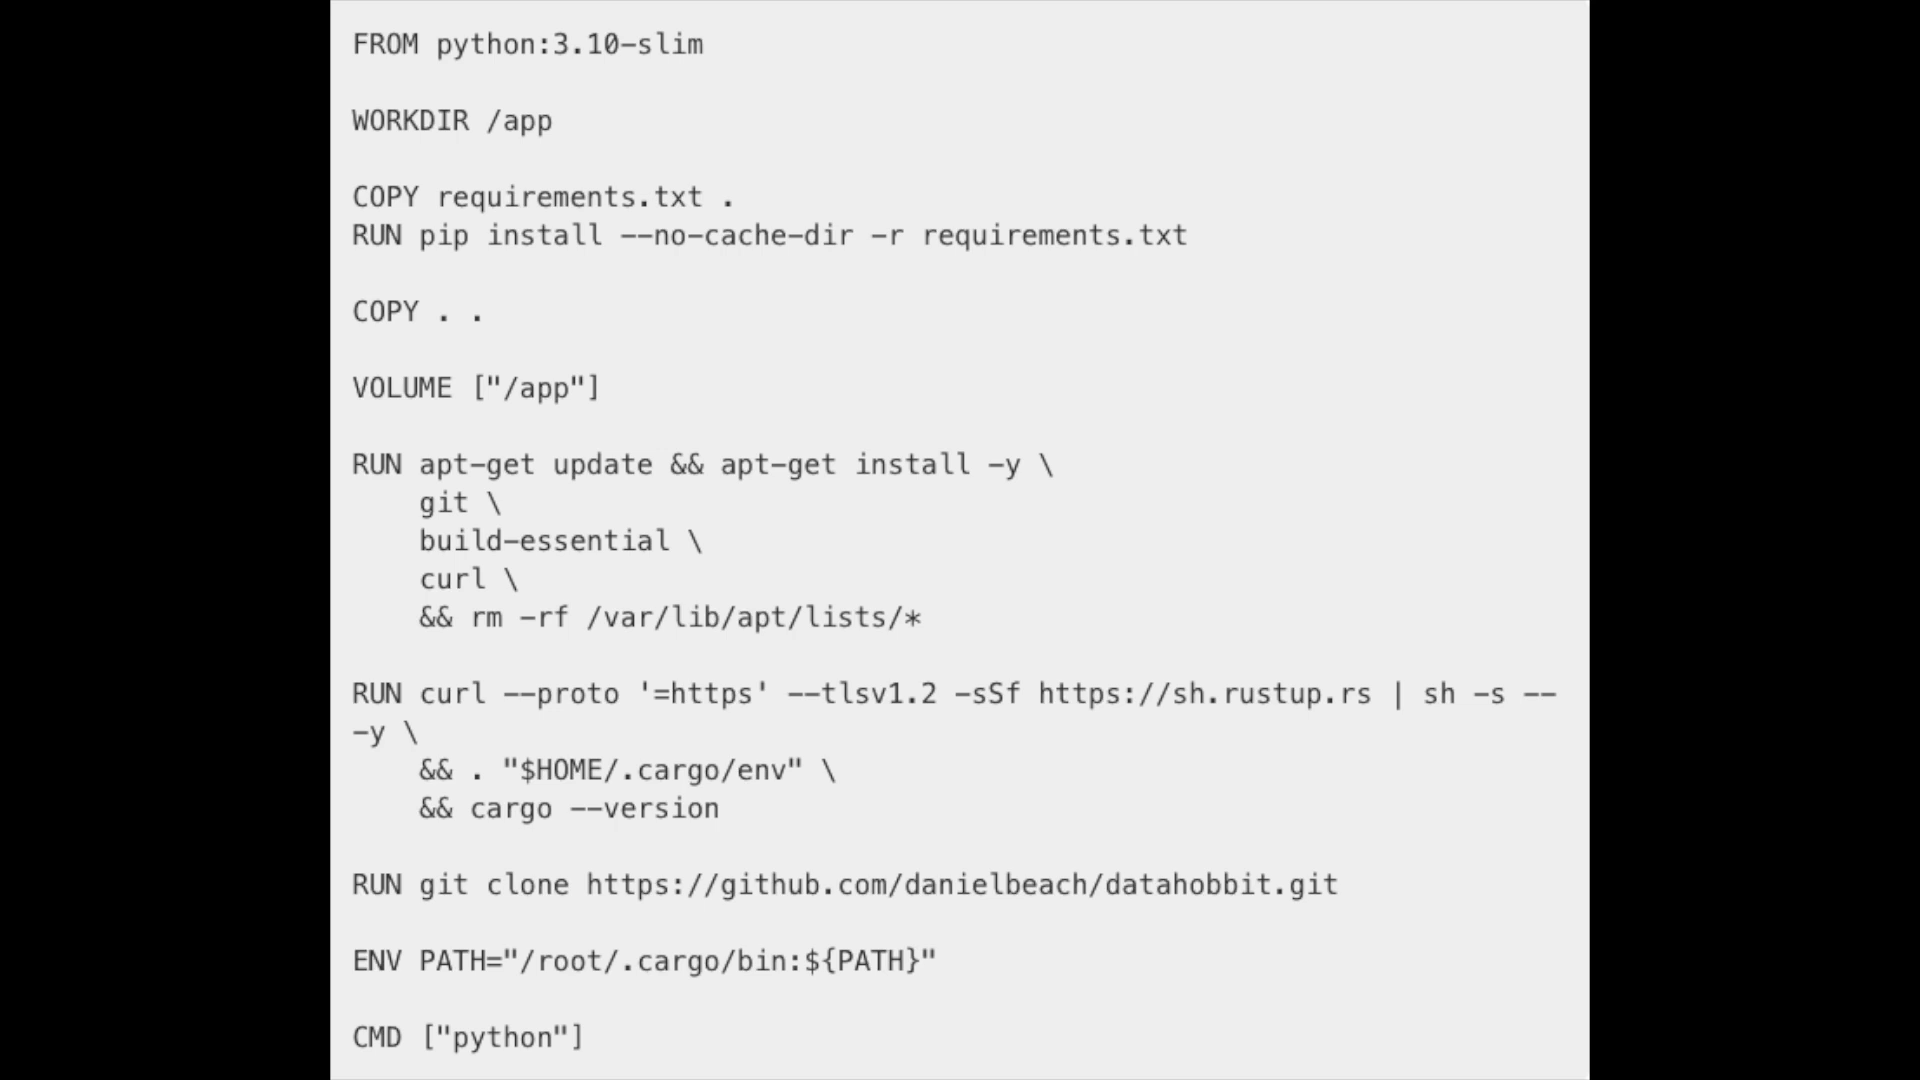 FROM python:3.10-slim
WORKDIR /app
COPY requirements.txt .
RUN pip install --no-cache-dir -r requirements.txt
COPY . .
VOLUME ["/app"]
RUN apt-get update && apt-get install -y \
    git \
    build-essential \
    curl \
    && rm -rf /var/lib/apt/lists/*
RUN curl --proto '=https' --tlsv1.2 -sSf https://sh.rustup.rs | sh -s --
-y \
    && . "$HOME/.cargo/env" \
    && cargo --version
RUN git clone https://github.com/danielbeach/datahobbit.git
ENV PATH="/root/.cargo/bin:${PATH}"
CMD ["python"]